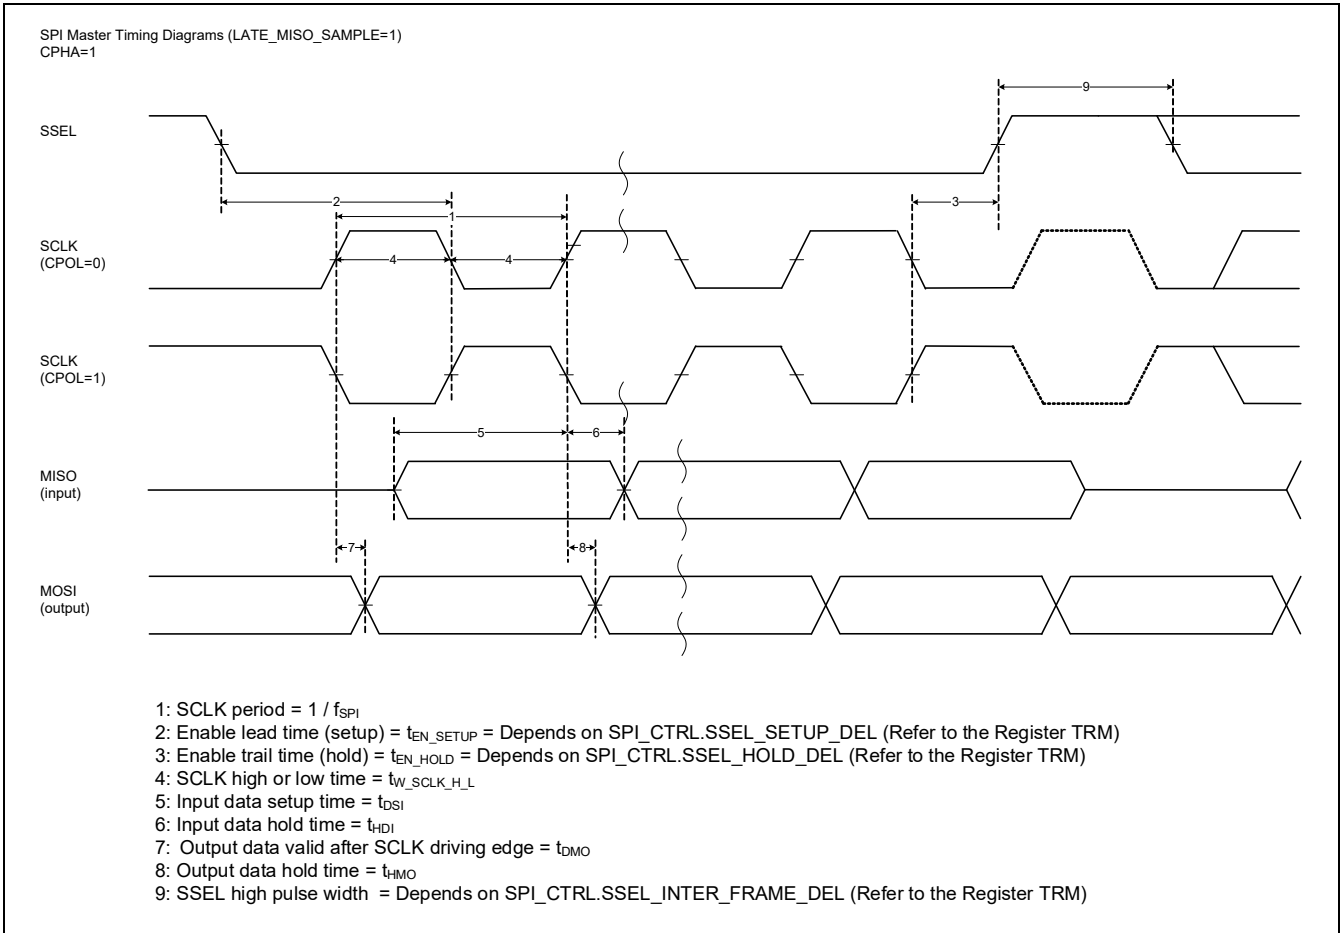 SPI Master Timing Diagrams (LATE_MISO_SAMPLE=1)
CPHA=1
9
SSEL
2
3
1
SCLK
(CPOL=0)
4
4
SCLK
(CPOL=1)
5
6
MISO
(input)
7
8
MOSI
(output)
1: SCLK period = 1 / fSPI
2: Enable lead time (setup) = tEN_SETUP = Depends on SPI_CTRL.SSEL_SETUP_DEL (Refer to the Register TRM)
3: Enable trail time (hold) = tEN_HOLD = Depends on SPI_CTRL.SSEL_HOLD_DEL (Refer to the Register TRM)
4: SCLK high or low time = tW_SCLK_H_L
5: Input data setup time = tDSI
6: Input data hold time = tHDI
7: Output data valid after SCLK driving edge = tDMO
8: Output data hold time = tHMO
9: SSEL high pulse width = Depends on SPI_CTRL.SSEL_INTER_FRAME_DEL (Refer to the Register TRM)